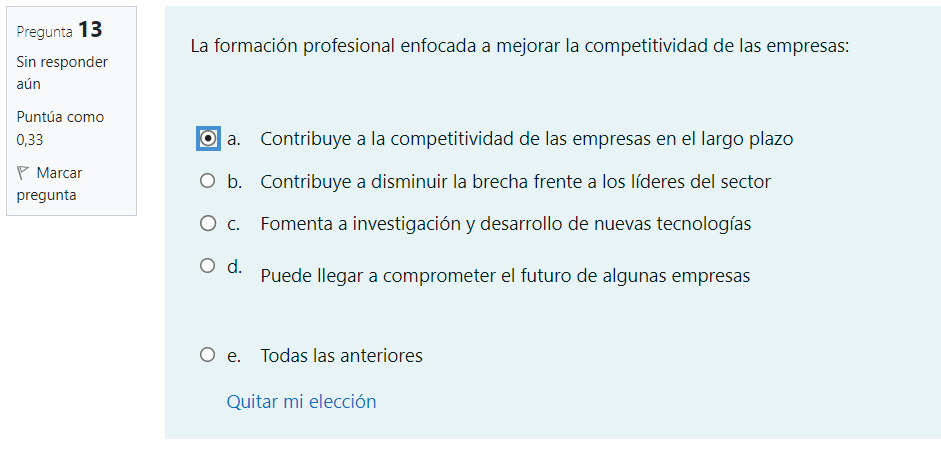 Pregunta 13
Sin responder
aún
Puntúa como
0,33
Marcar
pregunta
La formación profesional enfocada a mejorar la competitividad de las empresas:
a. Contribuye a la competitividad de las empresas en el largo plazo
b. Contribuye a disminuir la brecha frente a los líderes del sector
c. Fomenta a investigación y desarrollo de nuevas tecnologías
d. Puede llegar a comprometer el futuro de algunas empresas
e. Todas las anteriores
Quitar mi elección